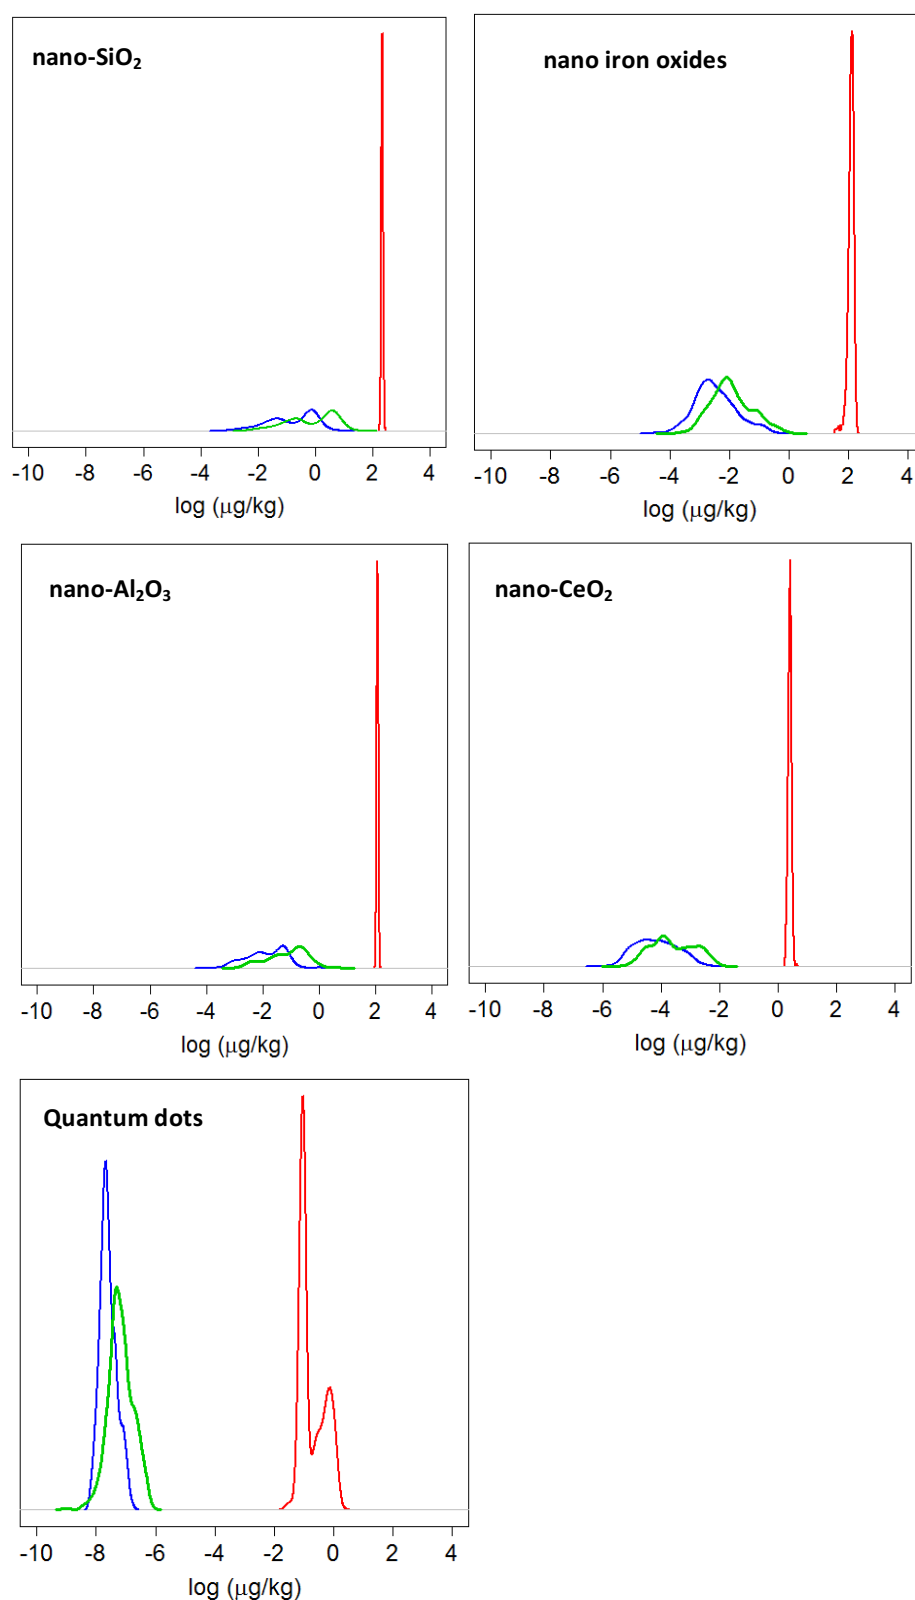 nano-SiO₂
-10 -8 -6 -4 -2 0 2 4
log (μg/kg)
nano iron oxides
-10 -8 -6 -4 -2 0 2 4
log (μg/kg)
nano-Al₂O₃
-10 -8 -6 -4 -2 0 2 4
log (μg/kg)
nano-CeO₂
-10 -8 -6 -4 -2 0 2 4
log (μg/kg)
Quantum dots
-10 -8 -6 -4 -2 0 2 4
log (μg/kg)